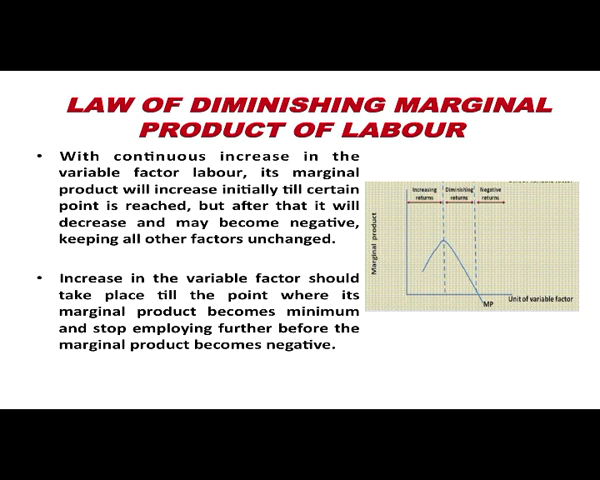 LAW OF DIMINISHING MARGINAL
PRODUCT OF LABOUR
• With continuous increase in the
variable factor labour, its marginal
product will increase initially till certain
point is reached, but after that it will
decrease and may become negative,
keeping all other factors unchanged.
• Increase in the variable factor should
take place till the point where its
marginal product becomes minimum
and stop employing further before the
marginal product becomes negative.
Increasing returns
Diminishing returns
Negative returns
Marginal product
Unit of variable factor
MP